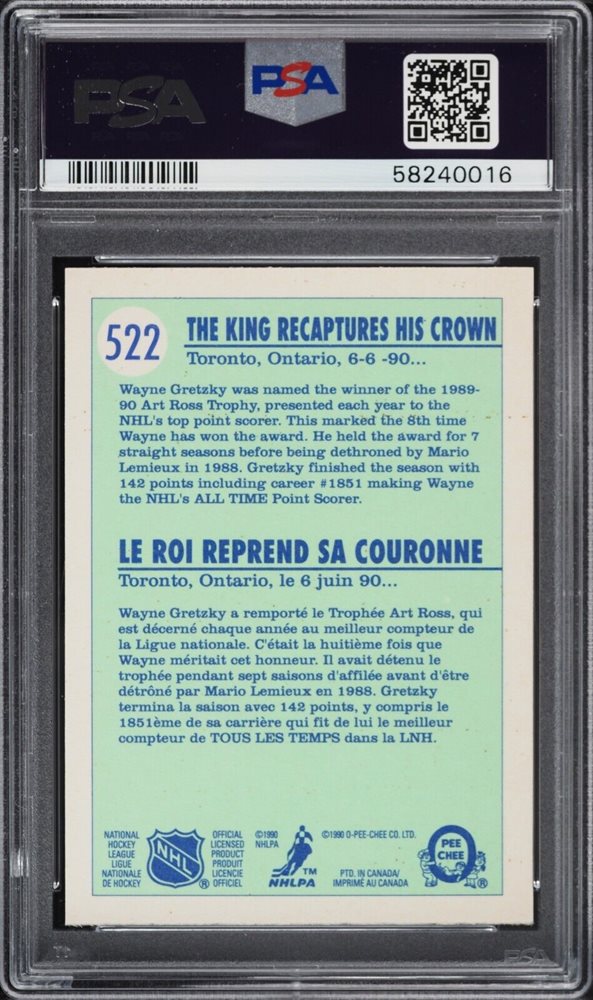 PSA
PSA
58240016
522
THE KING RECAPTURES HIS CROWN
Toronto, Ontario, 6-6 -90...
Wayne Gretzky was named the winner of the 1989-
90 Art Ross Trophy, presented each year to the
NHL's top point scorer. This marked the 8th time
Wayne has won the award. He held the award for 7
straight seasons before being dethroned by Mario
Lemieux in 1988. Gretzky finished the season with
142 points including career #1851 making Wayne
the NHL's ALL TIME Point Scorer.
LE ROI REPREND SA COURONNE
Toronto, Ontario, le 6 juin 90...
Wayne Gretzky a remporté le Trophée Art Ross, qui
est décerné chaque année au meilleur compteur de
la Ligue nationale. C'était la huitième fois que
Wayne méritait cet honneur. Il avait détenu le
trophée pendant sept saisons d'affilée avant d'être
détrôné par Mario Lemieux en 1988. Gretzky
termina la saison avec 142 points, y compris le
1851ème de sa carrière qui fit de lui le meilleur
compteur de TOUS LES TEMPS dans la LNH.
NATIONAL
HOCKEY
LEAGUE
LIGUE
NATIONALE
DE HOCKEY
NHL
®
OFFICIAL
LICENSED
PRODUCT
PRODUIT
LICENCIE
OFFICIEL
©1990
NHLPA
TM
NHLPA
©1990 O-PEE-CHEE CO. LTD.
PTD. IN CANADA/
IMPRIMÉ AU CANADA
O
PEE
CHEE
®
PSA